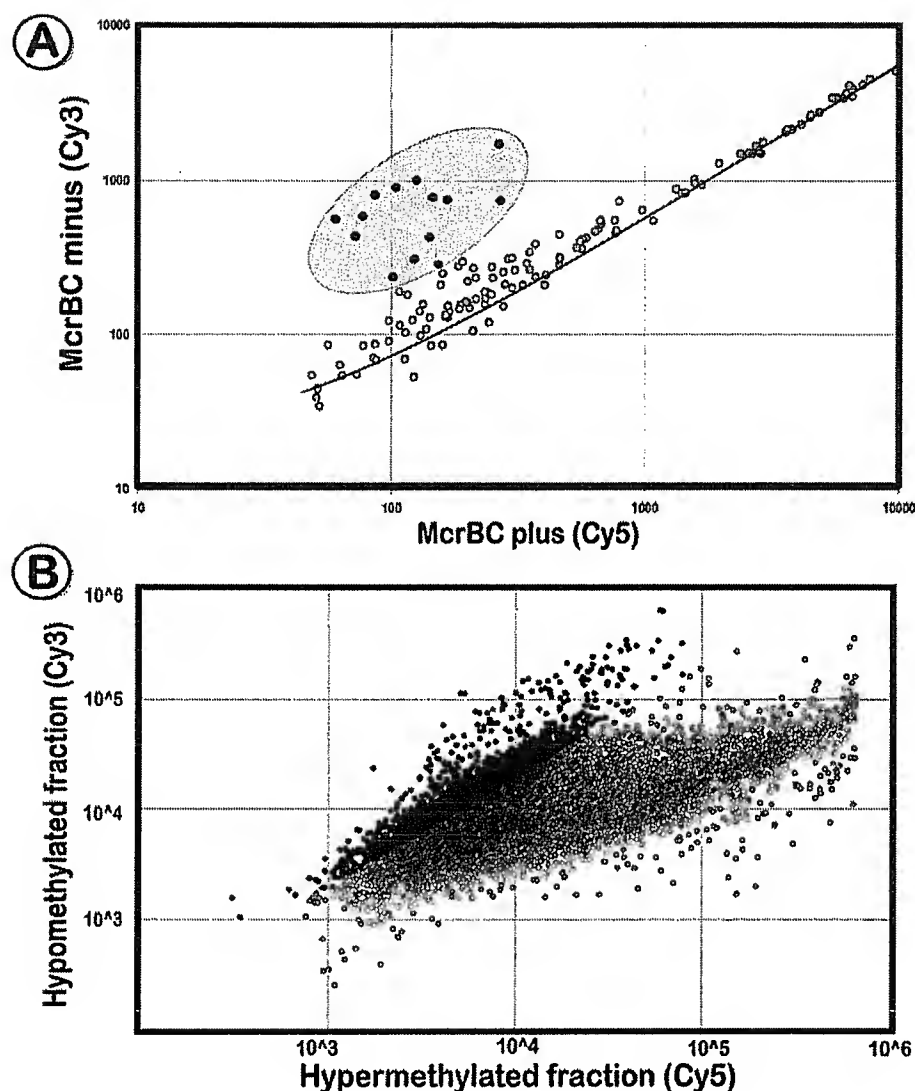 A
McrBC minus (Cy3)
10000
1000
100
10
10
100
1000
10000
McrBC plus (Cy5)
B
Hypomethylated fraction (Cy3)
10^6
10^5
10^4
10^3
10^3
10^4
10^5
10^6
Hypermethylated fraction (Cy5)